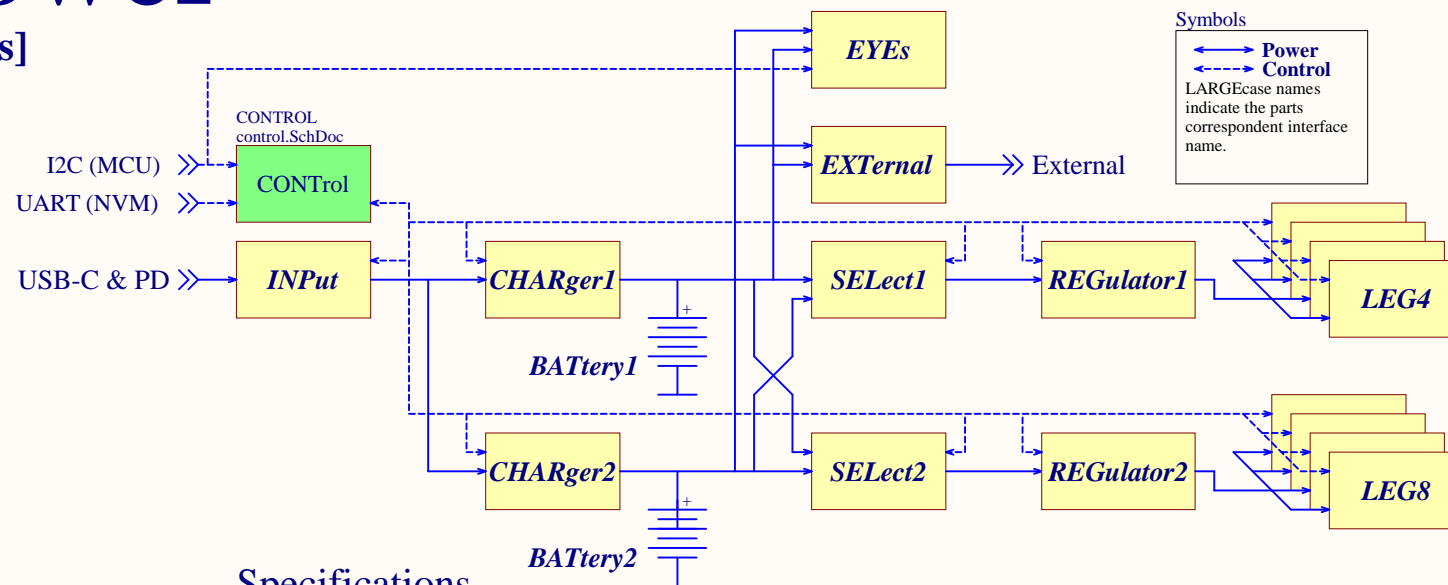 s]
EYEs
Symbols
Power
Control
LARGEcase names
indicate the parts
correspondent interface
name.
CONTROL
control.SchDoc
I2C (MCU)
CONTrol
EXTernal
External
UART (NVM)
USB-C & PD
INPut
CHARger1
SELect1
REGulator1
LEG4
+
BATtery1
CHARger2
SELect2
REGulator2
LEG8
+
BATtery2
Specifications